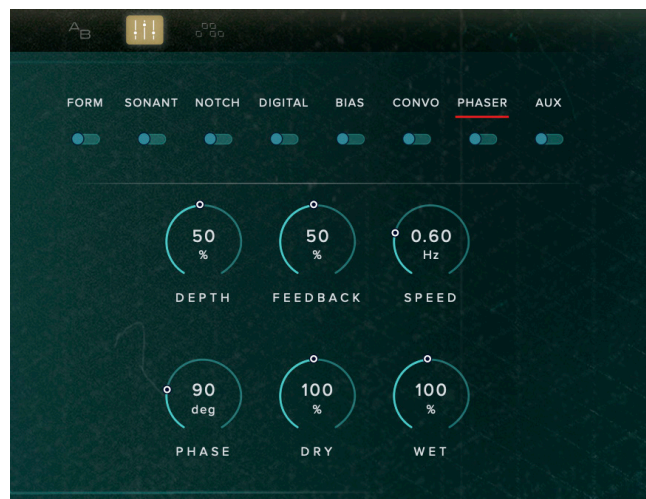 AB
FORM SONANT NOTCH DIGITAL BIAS CONVO PHASER AUX
50 50 0.60
% % Hz
DEPTH FEEDBACK SPEED
90 100 100
deg % %
PHASE DRY WET